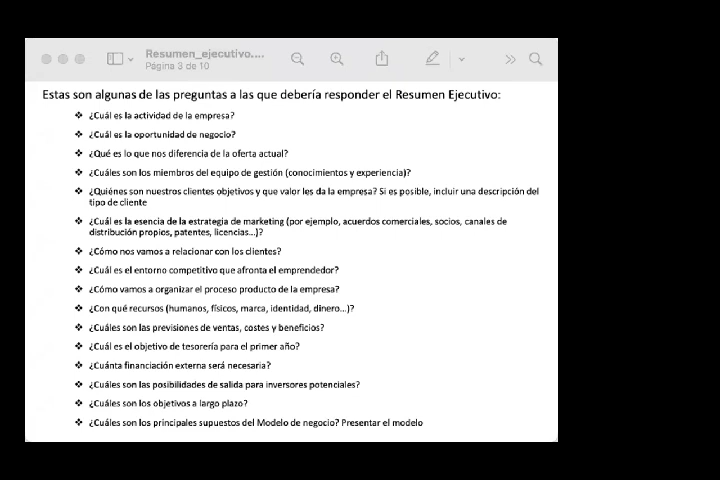 Resumen_ejecutivo....
Página 3 de 10
Estas son algunas de las preguntas a las que debería responder el Resumen Ejecutivo:
❖ ¿Cuál es la actividad de la empresa?
❖ ¿Cuál es la oportunidad de negocio?
❖ ¿Qué es lo que nos diferencia de la oferta actual?
❖ ¿Cuáles son los miembros del equipo de gestión (conocimientos y experiencia)?
❖ ¿Quiénes son nuestros clientes objetivos y que valor les da la empresa? Si es posible, incluir una descripción del
tipo de cliente
❖ ¿Cuál es la esencia de la estrategia de marketing (por ejemplo, acuerdos comerciales, socios, canales de
distribución propios, patentes, licencias...)?
❖ ¿Cómo nos vamos a relacionar con los clientes?
❖ ¿Cuál es el entorno competitivo que afronta el emprendedor?
❖ ¿Cómo vamos a organizar el proceso producto de la empresa?
❖ ¿Con qué recursos (humanos, físicos, marca, identidad, dinero...)?
❖ ¿Cuáles son las previsiones de ventas, costes y beneficios?
❖ ¿Cuál es el objetivo de tesorería para el primer año?
❖ ¿Cuánta financiación externa será necesaria?
❖ ¿Cuáles son las posibilidades de salida para inversores potenciales?
❖ ¿Cuáles son los objetivos a largo plazo?
❖ ¿Cuáles son los principales supuestos del Modelo de negocio? Presentar el modelo